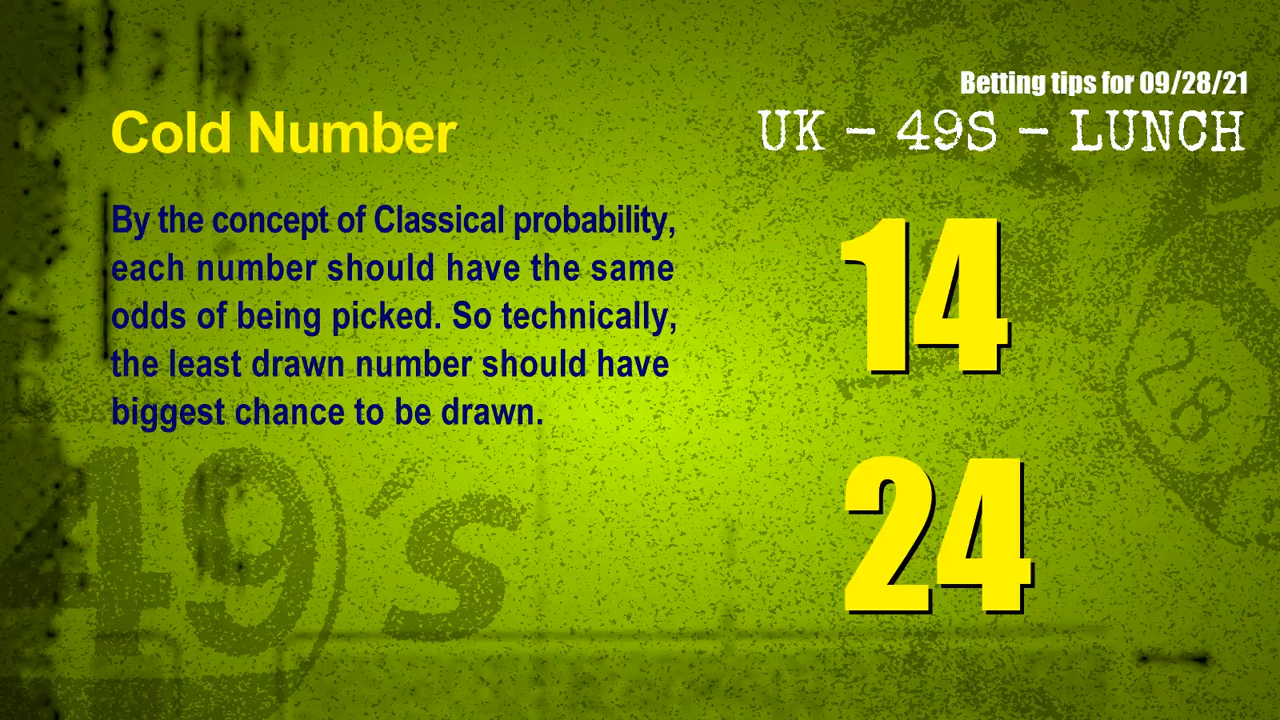 Betting tips for 09/28/21
UK - 49S - LUNCH
Cold Number
By the concept of Classical probability,
each number should have the same
odds of being picked. So technically,
the least drawn number should have
biggest chance to be drawn.
14
24
28
49's